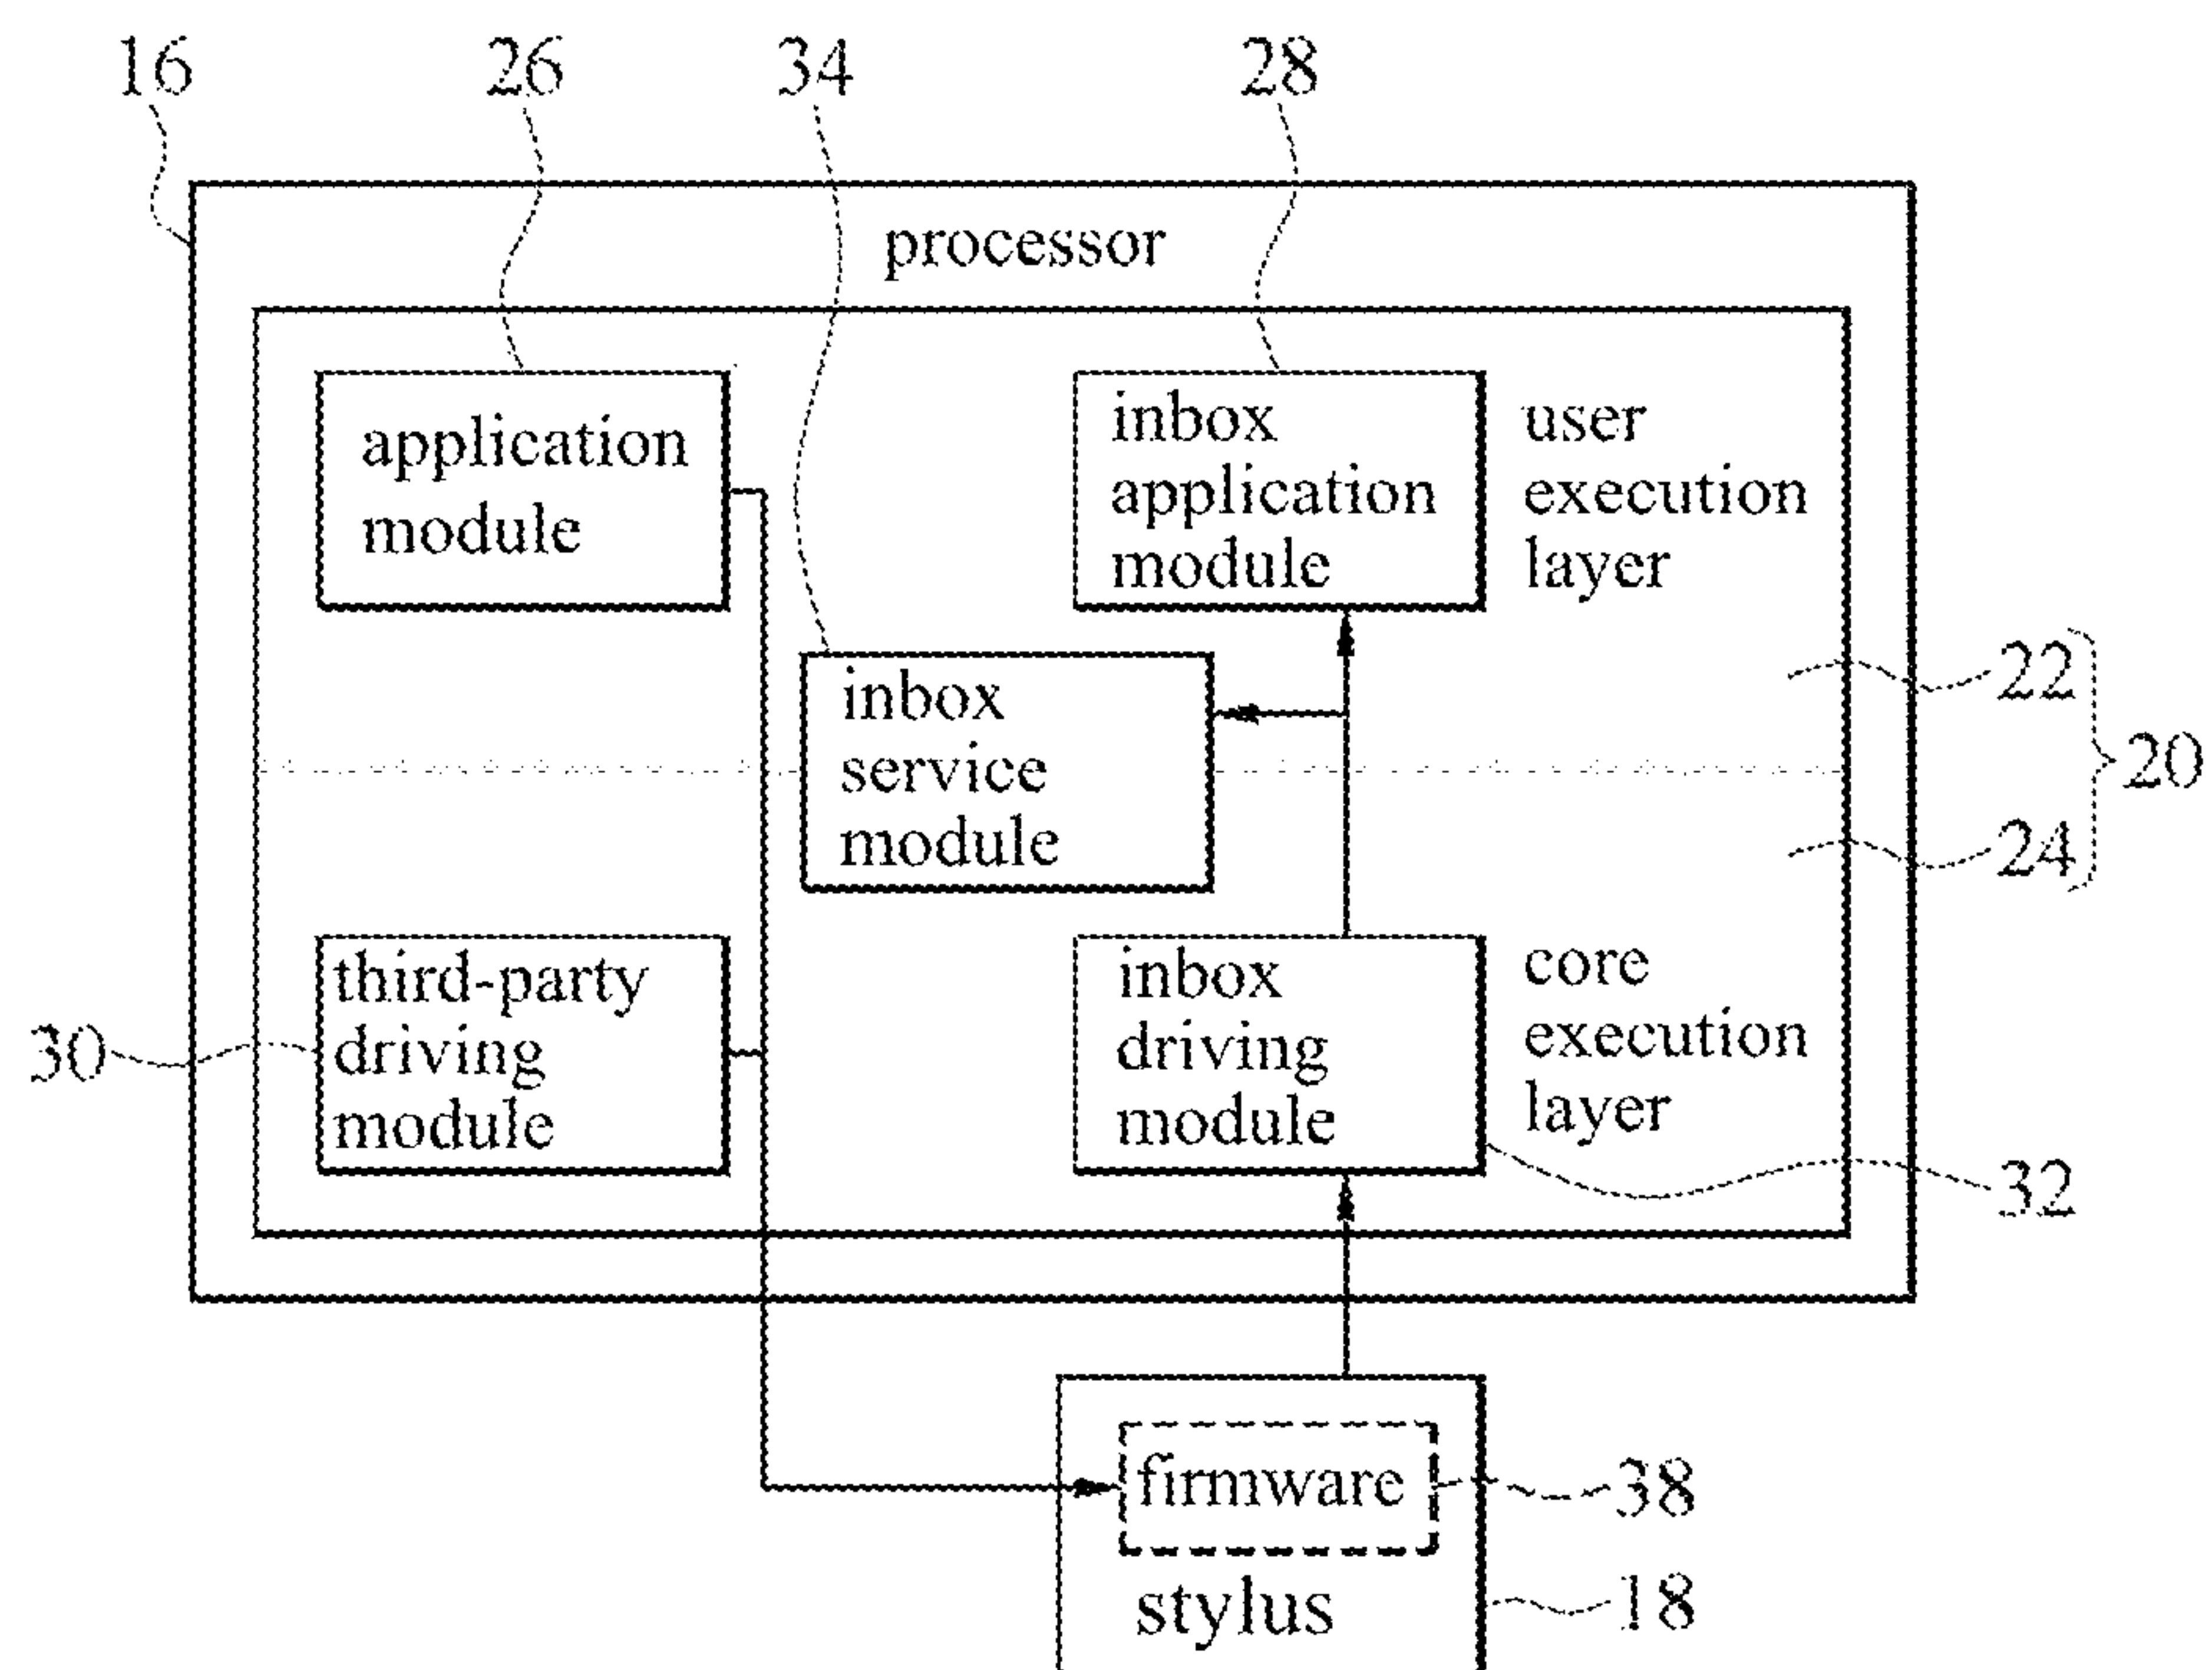 16
26
34
28
processor
application
module
inbox
application
module
user
execution
layer
inbox
service
module
22
20
24
third-party
driving
module
30
inbox
driving
module
core
execution
layer
32
firmware
38
stylus
18